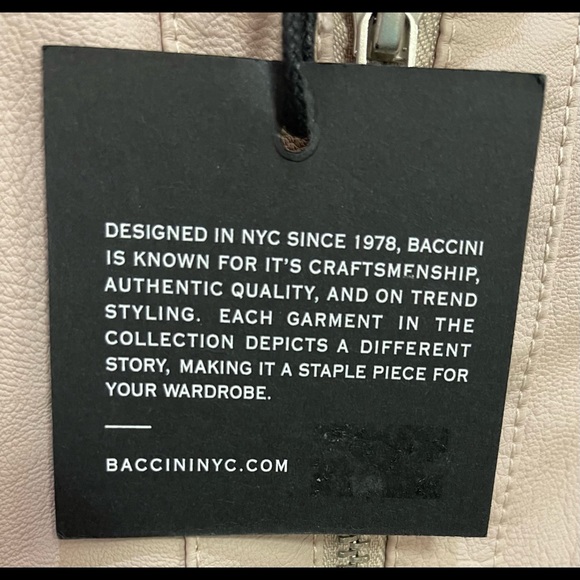 DESIGNED IN NYC SINCE 1978, BACCINI
IS KNOWN FOR IT'S CRAFTSMENSHIP,
AUTHENTIC QUALITY, AND ON TREND
STYLING. EACH GARMENT IN THE
COLLECTION DEPICTS A DIFFERENT
STORY, MAKING IT A STAPLE PIECE FOR
YOUR WARDROBE.
BACCININYC.COM